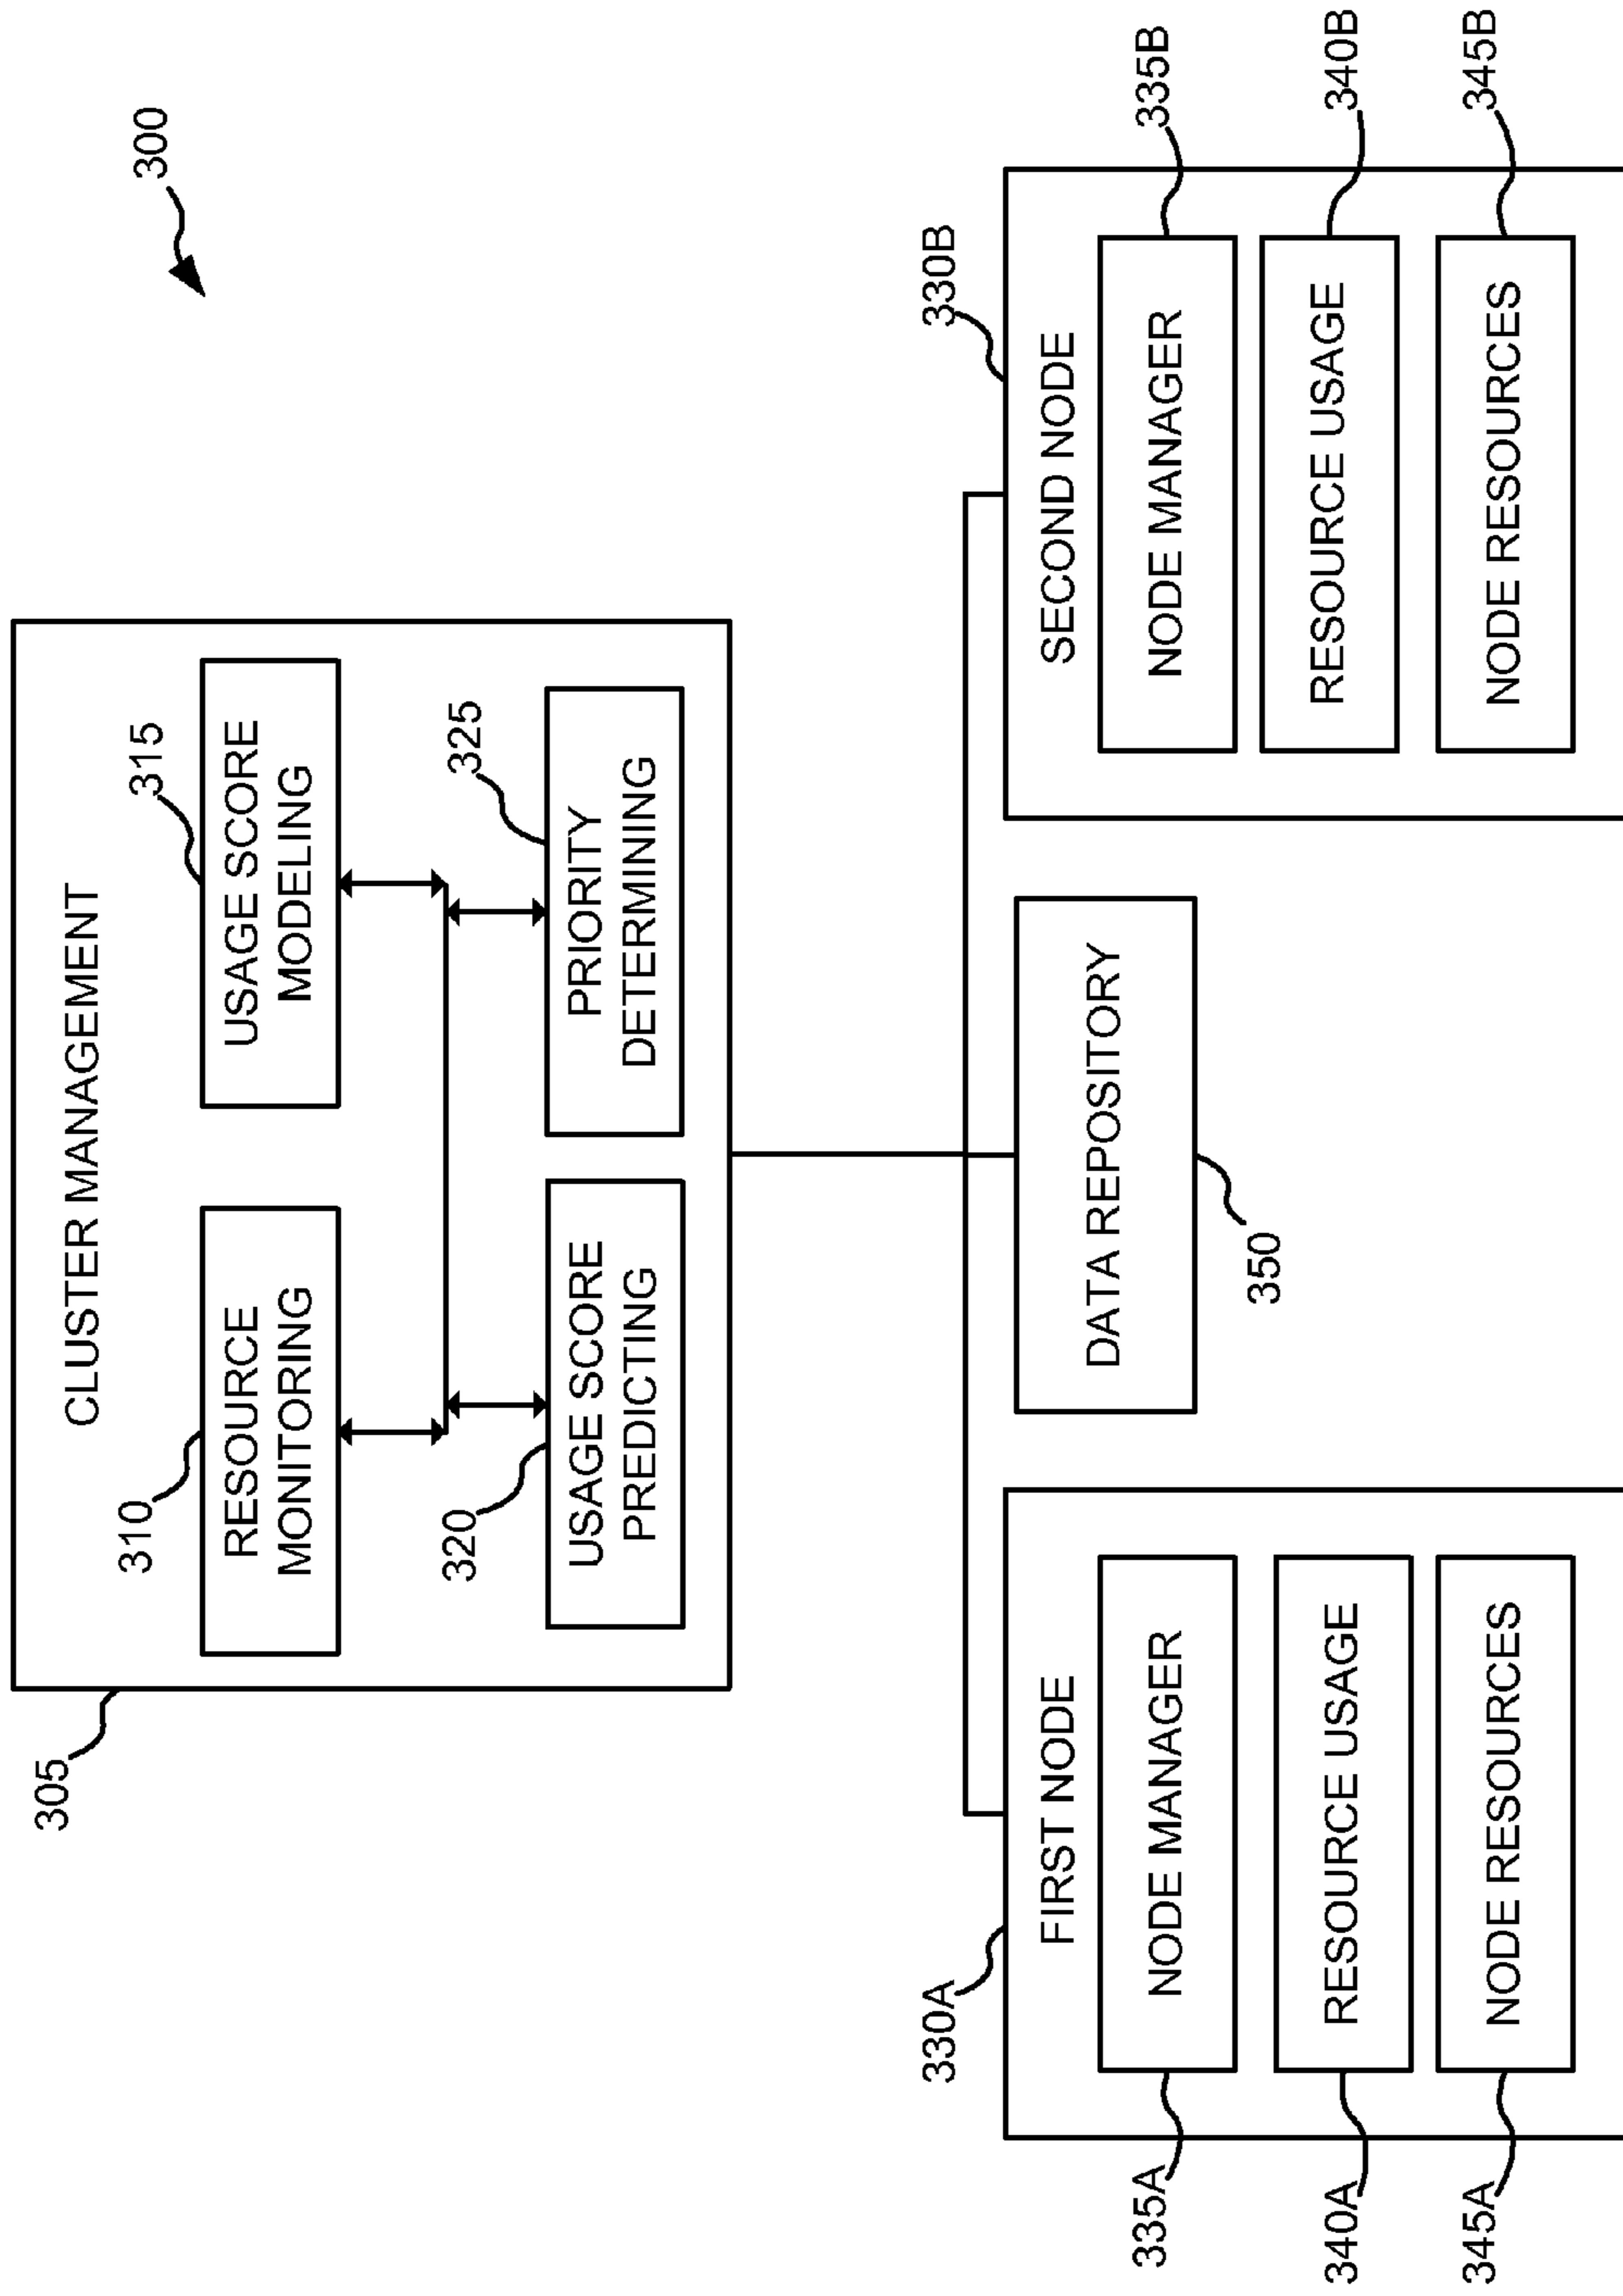 300
305
CLUSTER MANAGEMENT
310
RESOURCE
MONITORING
315
USAGE SCORE
MODELING
320
USAGE SCORE
PREDICTING
325
PRIORITY
DETERMINING
330A
FIRST NODE
335A
NODE MANAGER
340A
RESOURCE USAGE
345A
NODE RESOURCES
DATA REPOSITORY
350
330B
SECOND NODE
NODE MANAGER
335B
RESOURCE USAGE
340B
NODE RESOURCES
345B